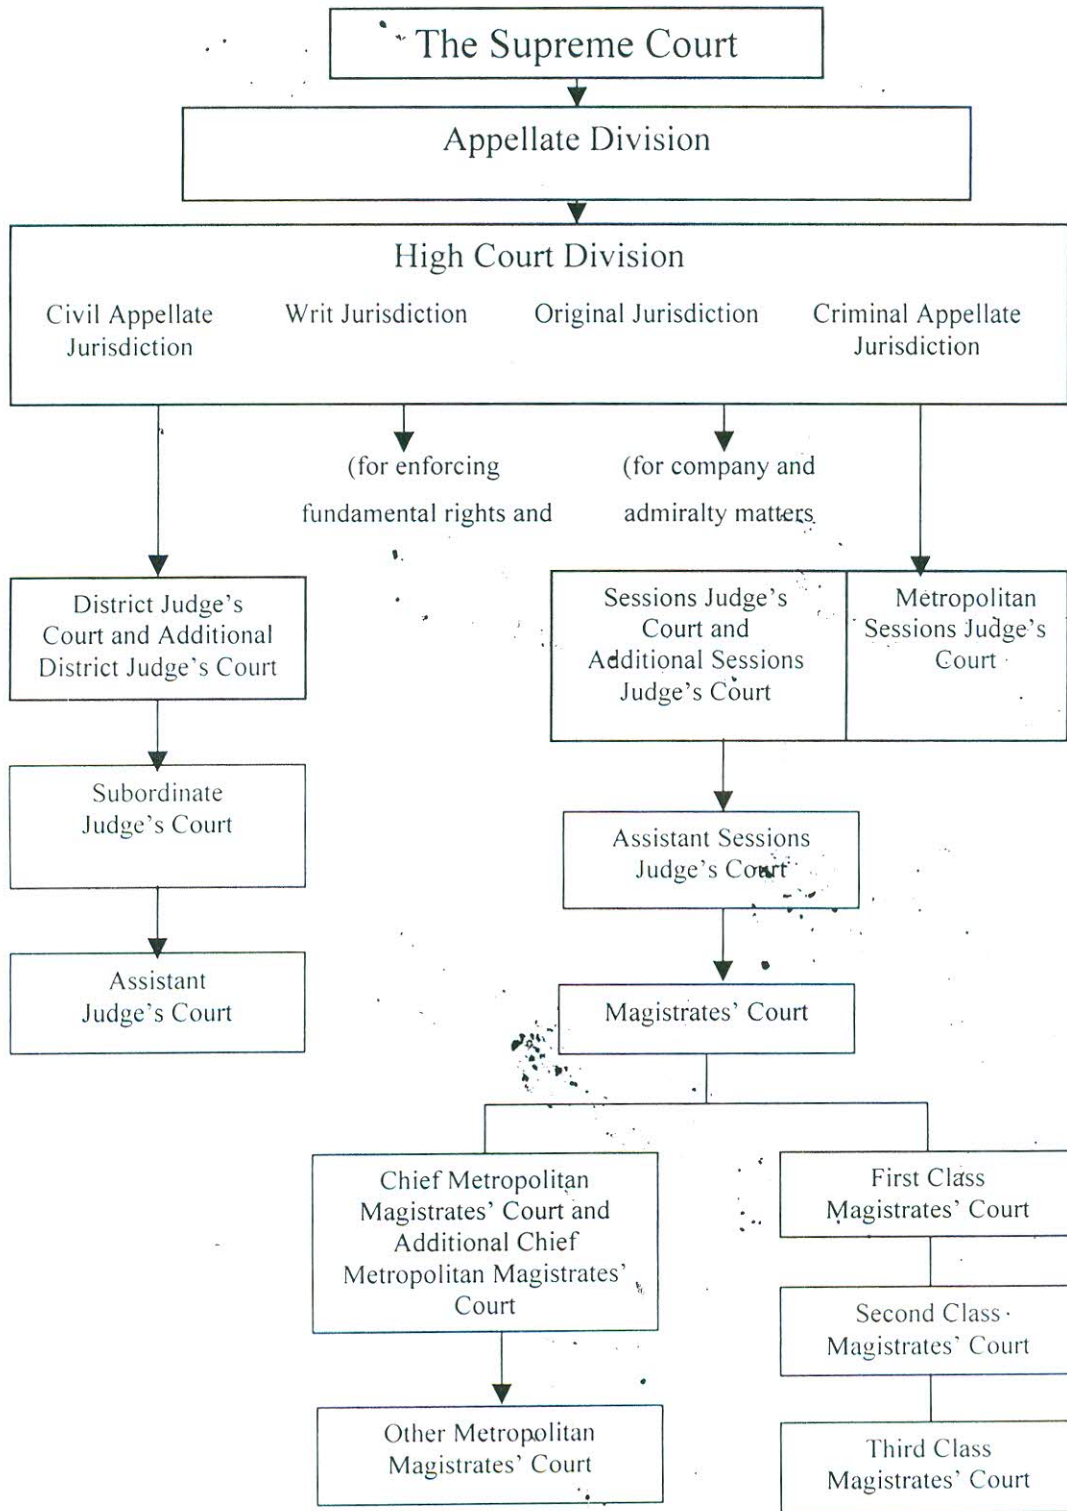 The Supreme Court
Appellate Division
High Court Division
Civil Appellate
Jurisdiction
Writ Jurisdiction
Original Jurisdiction
Criminal Appellate
Jurisdiction
(for enforcing
fundamental rights and
(for company and
admiralty matters
District Judge's
Court and Additional
District Judge's Court
Sessions Judge's
Court and
Additional Sessions
Judge's Court
Metropolitan
Sessions Judge's
Court
Subordinate
Judge's Court
Assistant Sessions
Judge's Court
Assistant
Judge's Court
Magistrates' Court
Chief Metropolitan
Magistrates' Court and
Additional Chief
Metropolitan Magistrates'
Court
First Class
Magistrates' Court
Second Class
Magistrates' Court
Other Metropolitan
Magistrates' Court
Third Class
Magistrates' Court